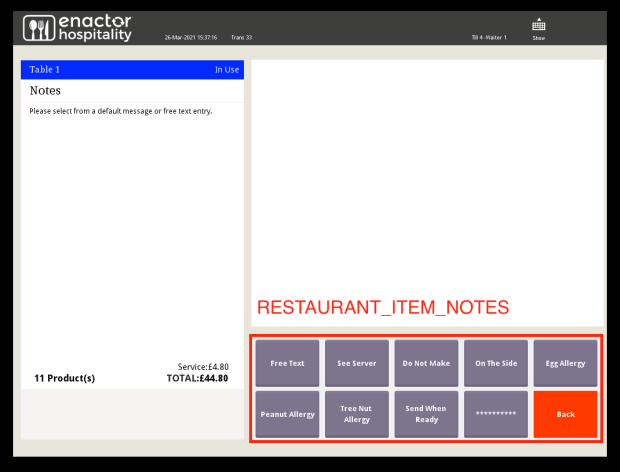 enactor
hospitality
26-Mar-2021 15:37:16 Trans 33
Till 4 -Waiter 1
Show
Table 1 In Use
Notes
Please select from a default message or free text entry.
RESTAURANT_ITEM_NOTES
Service:£4.80
11 Product(s) TOTAL:£44.80
Free Text
See Server
Do Not Make
On The Side
Egg Allergy
Peanut Allergy
Tree Nut
Allergy
Send When
Ready
**********
Back